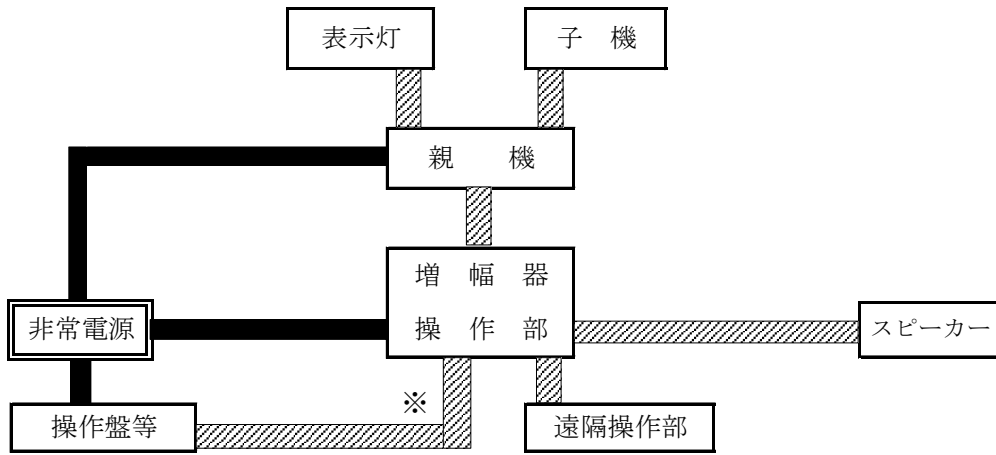 表示灯
子 機
親 機
増 幅 器
操 作 部
非常電源
スピーカー
※
操作盤等
遠隔操作部